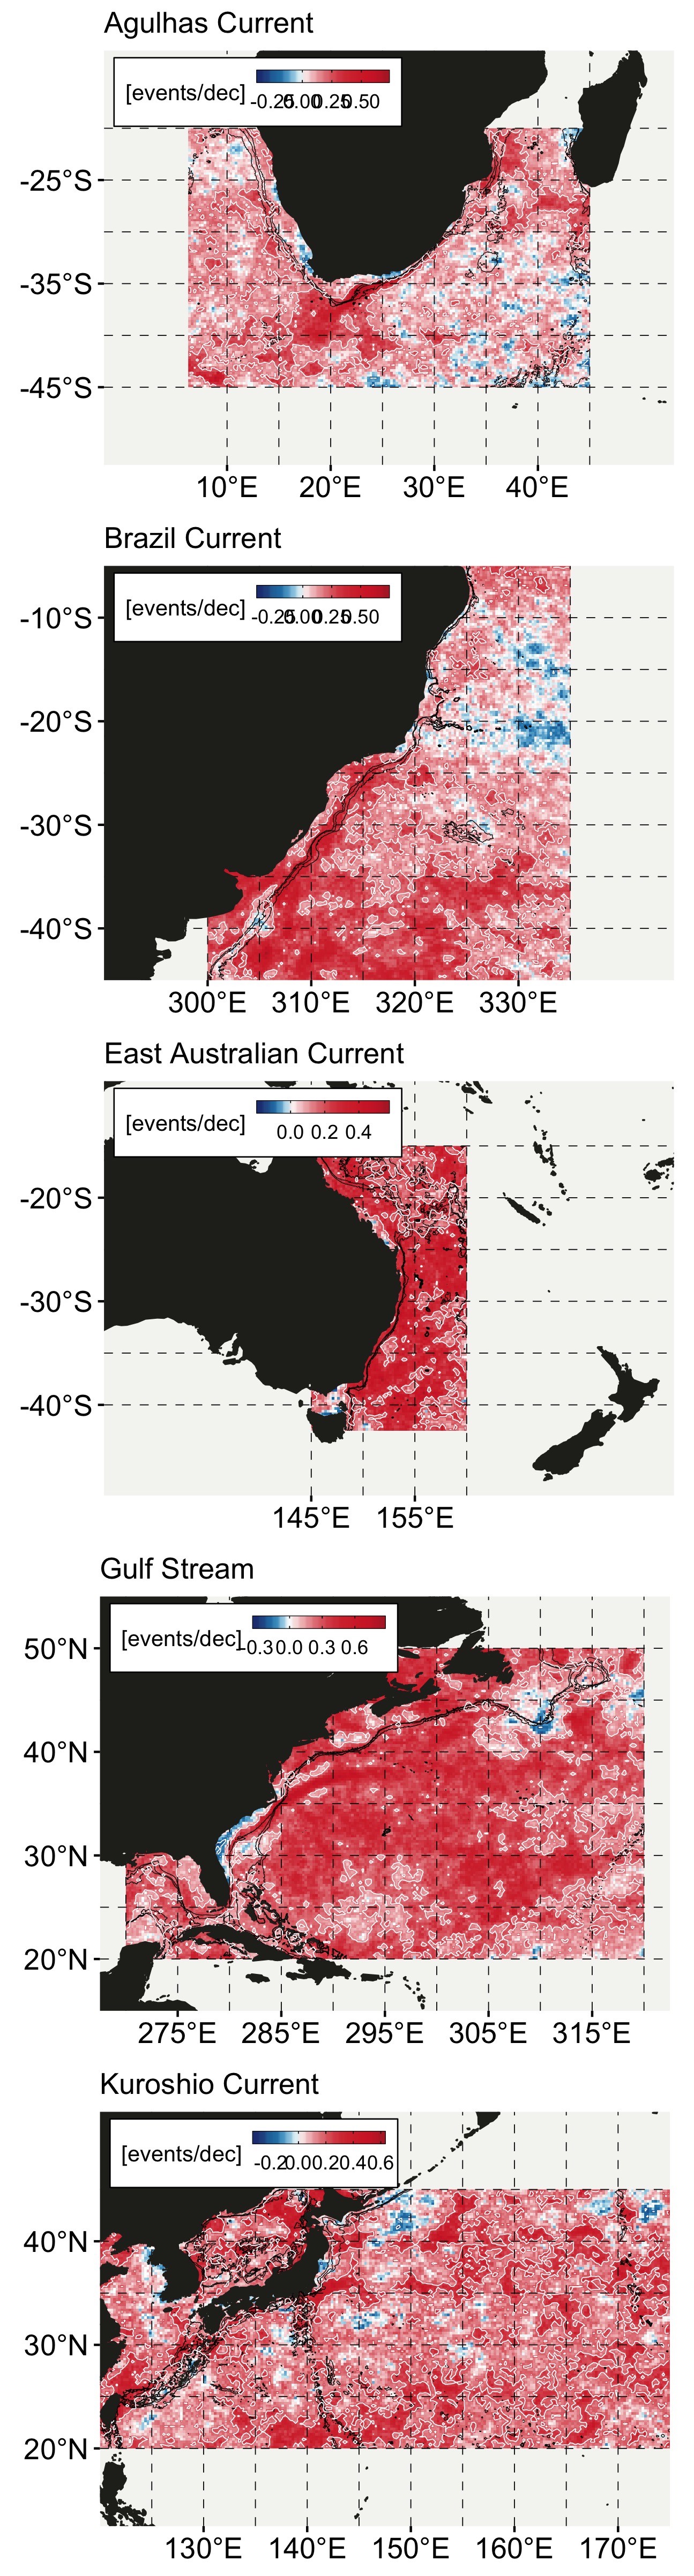 Agulhas Current
[events/dec] -0.25 0.00 0.25 0.50
-25°S
-35°S
-45°S
10°E 20°E 30°E 40°E
Brazil Current
[events/dec] -0.25 0.00 0.25 0.50
-10°S
-20°S
-30°S
-40°S
300°E 310°E 320°E 330°E
East Australian Current
[events/dec] 0.0 0.2 0.4
-20°S
-30°S
-40°S
145°E 155°E
Gulf Stream
[events/dec] -0.3 0.0 0.3 0.6
50°N
40°N
30°N
20°N
275°E 285°E 295°E 305°E 315°E
Kuroshio Current
[events/dec] -0.2 0.0 0.2 0.4 0.6
40°N
30°N
20°N
130°E 140°E 150°E 160°E 170°E